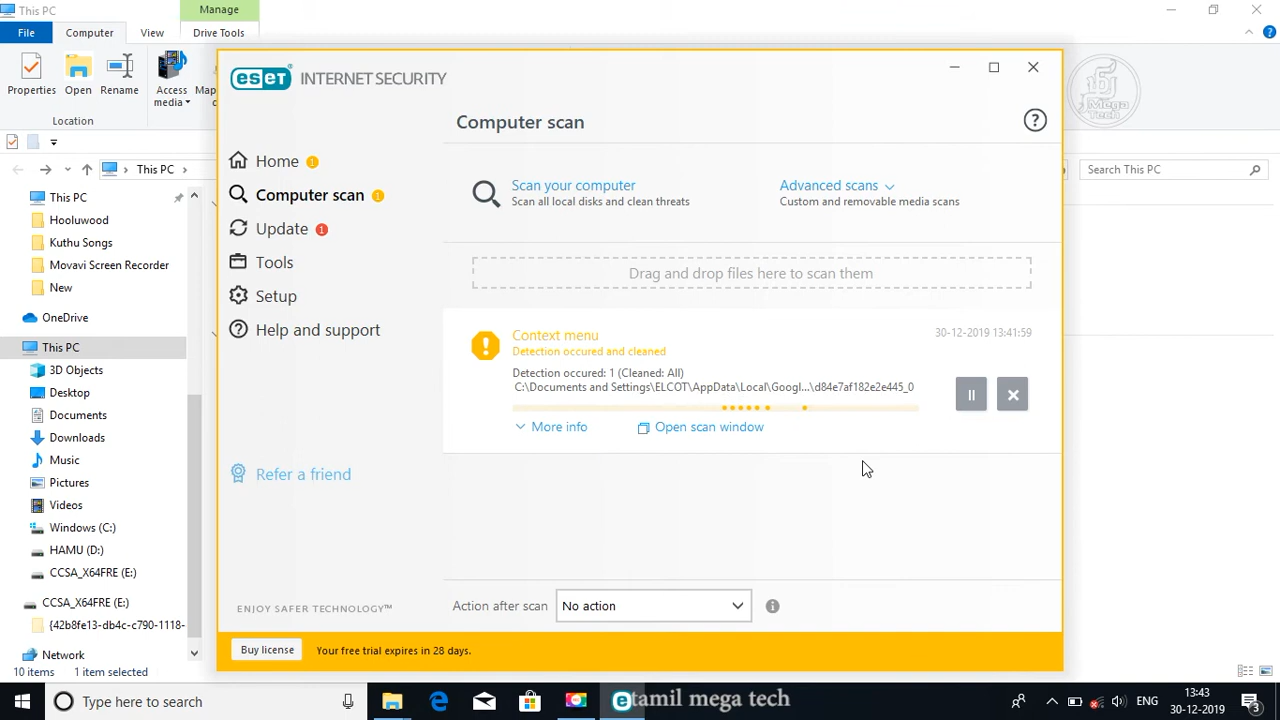 This PC
Manage
File
Computer
View
Drive Tools
Properties
Open
Rename
Access
media
Map
Location
This PC
Search This PC
This PC
Hooluwood
Kuthu Songs
Movavi Screen Recorder
New
OneDrive
This PC
3D Objects
Desktop
Documents
Downloads
Music
Pictures
Videos
Windows (C:)
HAMU (D:)
CCSA_X64FRE (E:)
CCSA_X64FRE (E:)
{42b8fe13-db4c-c790-1118-
Network
10 items
1 item selected
Mega
Tech
eset INTERNET SECURITY
Home 1
Computer scan 1
Update 1
Tools
Setup
Help and support
Refer a friend
ENJOY SAFER TECHNOLOGY™
Computer scan
?
Scan your computer
Scan all local disks and clean threats
Advanced scans
Custom and removable media scans
Drag and drop files here to scan them
Context menu
30-12-2019 13:41:59
Detection occured and cleaned
Detection occured: 1 (Cleaned: All)
C:\Documents and Settings\ELCOT\AppData\Local\Googl...\d84e7af182e2e445_0
More info
Open scan window
Action after scan
No action
Buy license
Your free trial expires in 28 days.
Type here to search
tamil mega tech
ENG
13:43
30-12-2019
3